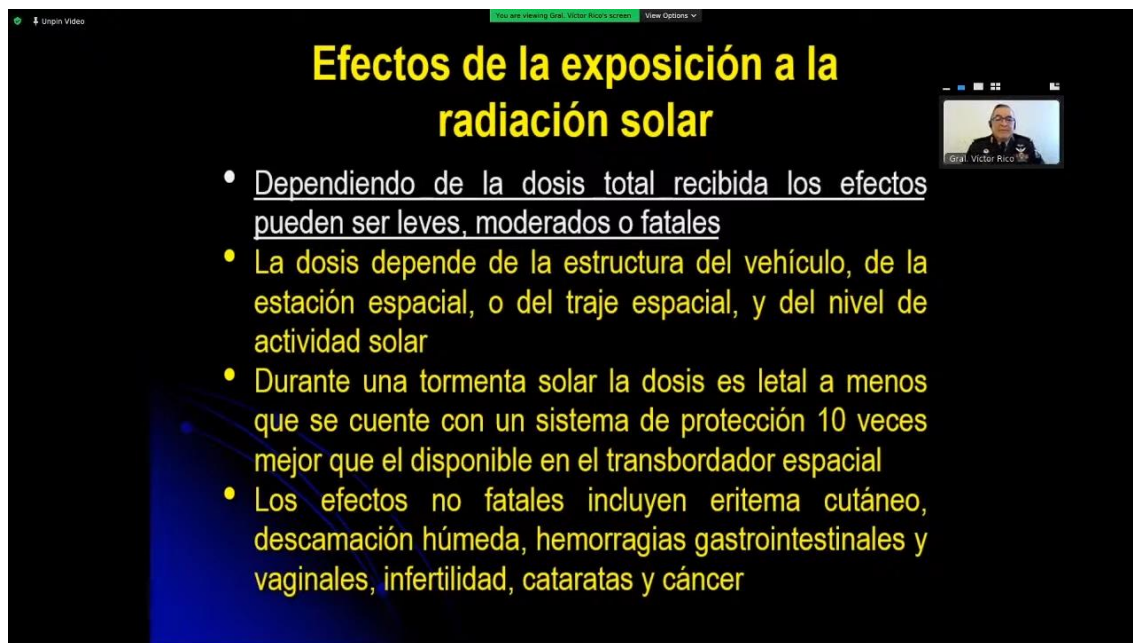 Unpin Video
You are viewing Gral. Víctor Rico's screen
View Options
Efectos de la exposición a la
radiación solar
Gral. Víctor Rico
• Dependiendo de la dosis total recibida los efectos
pueden ser leves, moderados o fatales
• La dosis depende de la estructura del vehículo, de la
estación espacial, o del traje espacial, y del nivel de
actividad solar
• Durante una tormenta solar la dosis es letal a menos
que se cuente con un sistema de protección 10 veces
mejor que el disponible en el transbordador espacial
• Los efectos no fatales incluyen eritema cutáneo,
descamación húmeda, hemorragias gastrointestinales y
vaginales, infertilidad, cataratas y cáncer